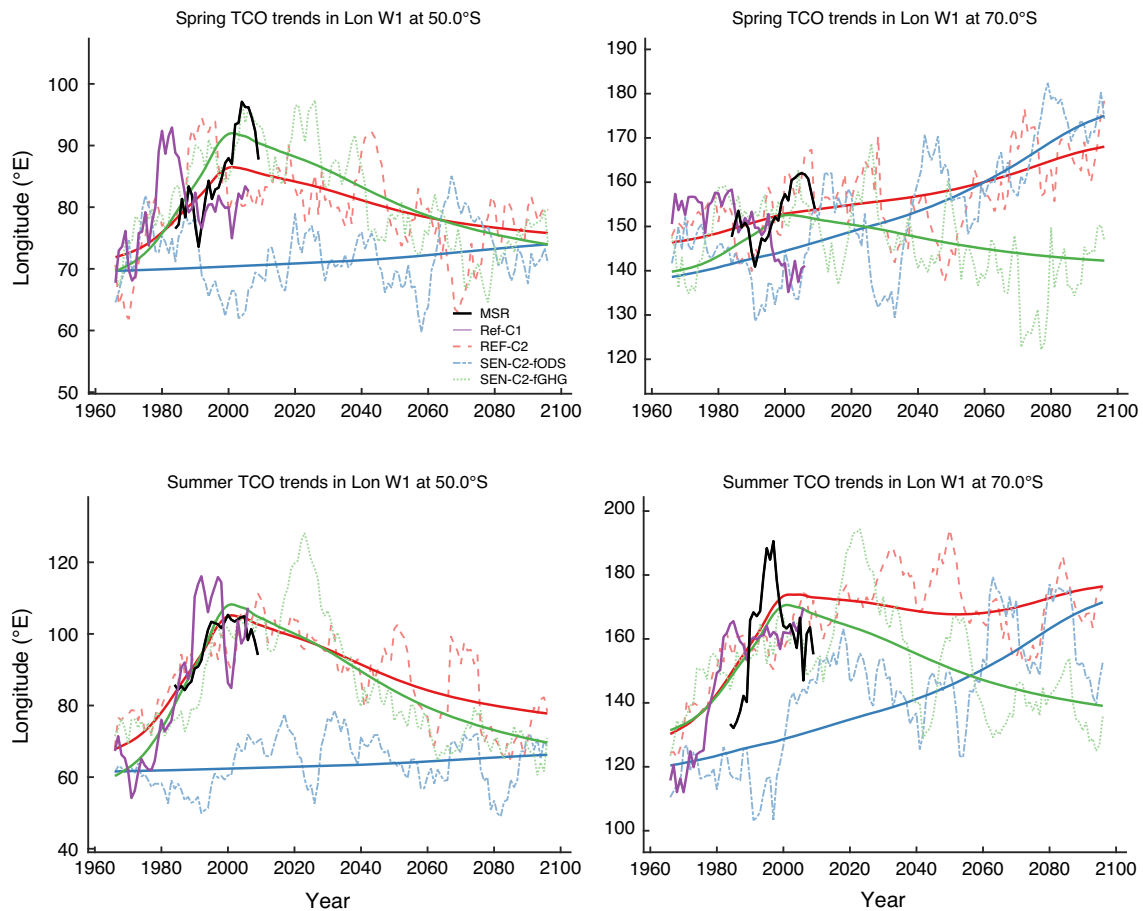 Spring TCO trends in Lon W1 at 50.0°S
Longitude (°E)
100
90
80
70
60
50
1960 1980 2000 2020 2040 2060 2080 2100
MSR
Ref-C1
REF-C2
SEN-C2-fODS
SEN-C2-fGHG
Spring TCO trends in Lon W1 at 70.0°S
190
180
170
160
150
140
130
120
1960 1980 2000 2020 2040 2060 2080 2100
Summer TCO trends in Lon W1 at 50.0°S
Longitude (°E)
120
100
80
60
40
1960 1980 2000 2020 2040 2060 2080 2100
Year
Summer TCO trends in Lon W1 at 70.0°S
200
180
160
140
120
100
1960 1980 2000 2020 2040 2060 2080 2100
Year